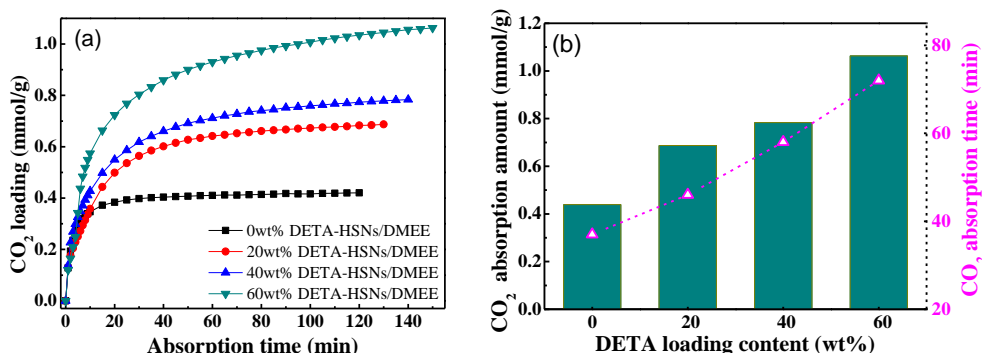 (a)
CO2 loading (mmol/g)
1.0
0.8
0.6
0.4
0.2
0.0
0wt% DETA-HSNs/DMEE
20wt% DETA-HSNs/DMEE
40wt% DETA-HSNs/DMEE
60wt% DETA-HSNs/DMEE
0 20 40 60 80 100 120 140
Absorption time (min)
(b)
CO2 absorption amount (mmol/g)
1.2
1.0
0.8
0.6
0.4
0.2
0.0
0 20 40 60
DETA loading content (wt%)
80
60
40
20
CO2 absorption time (min)